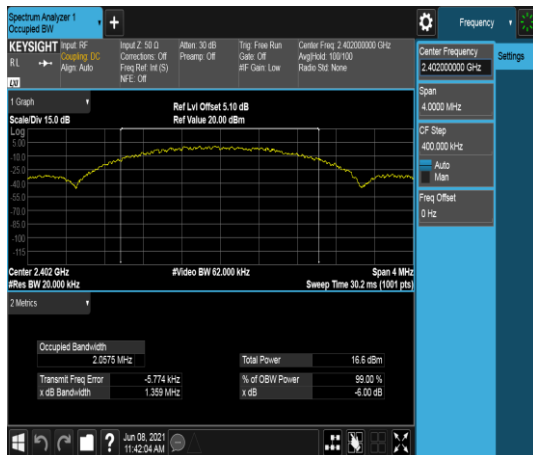 Spectrum Analyzer 1
Occupied BW
+
Frequency
KEYSIGHT Input: RF Input Z: 50 Ω Atten: 30 dB Trig: Free Run Center Freq: 2.402000000 GHz
RL Coupling: DC Corrections: Off Preamp: Off Gate: Off Avg|Hold: 100/100
Align: Auto Freq Ref: Int (S) #IF Gain: Low Radio Std: None
NFE: Off
LXI
Center Frequency
2.402000000 GHz
Settings
Span
4.0000 MHz
CF Step
400.000 kHz
Auto
Man
Freq Offset
0 Hz
1 Graph
Scale/Div 15.0 dB
Ref Lvl Offset 5.10 dB
Ref Value 20.00 dBm
Log
5.00
-10.0
-25.0
-40.0
-55.0
-70.0
-85.0
-100
-115
Center 2.402 GHz #Video BW 62.000 kHz Span 4 MHz
#Res BW 20.000 kHz Sweep Time 30.2 ms (1001 pts)
2 Metrics
Occupied Bandwidth
2.0575 MHz
Total Power 16.6 dBm
Transmit Freq Error -5.774 kHz % of OBW Power 99.00 %
x dB Bandwidth 1.359 MHz x dB -6.00 dB
?
Jun 08, 2021
11:42:04 AM